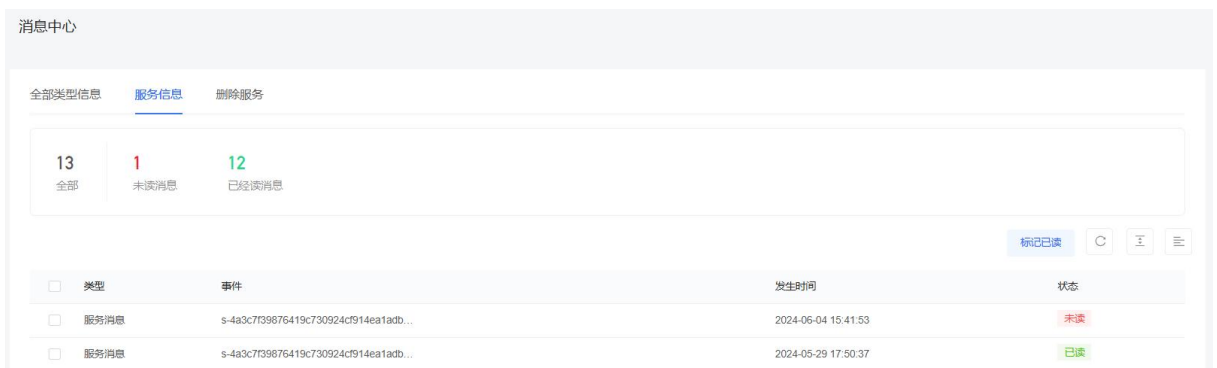 消息中心
全部类型信息 服务信息 删除服务
13 1 12
全部 未读消息 已经读消息
标记已读
类型 事件 发生时间 状态
服务消息 s-4a3c7f39876419c730924cf914ea1adb... 2024-06-04 15:41:53 未读
服务消息 s-4a3c7f39876419c730924cf914ea1adb... 2024-05-29 17:50:37 已读